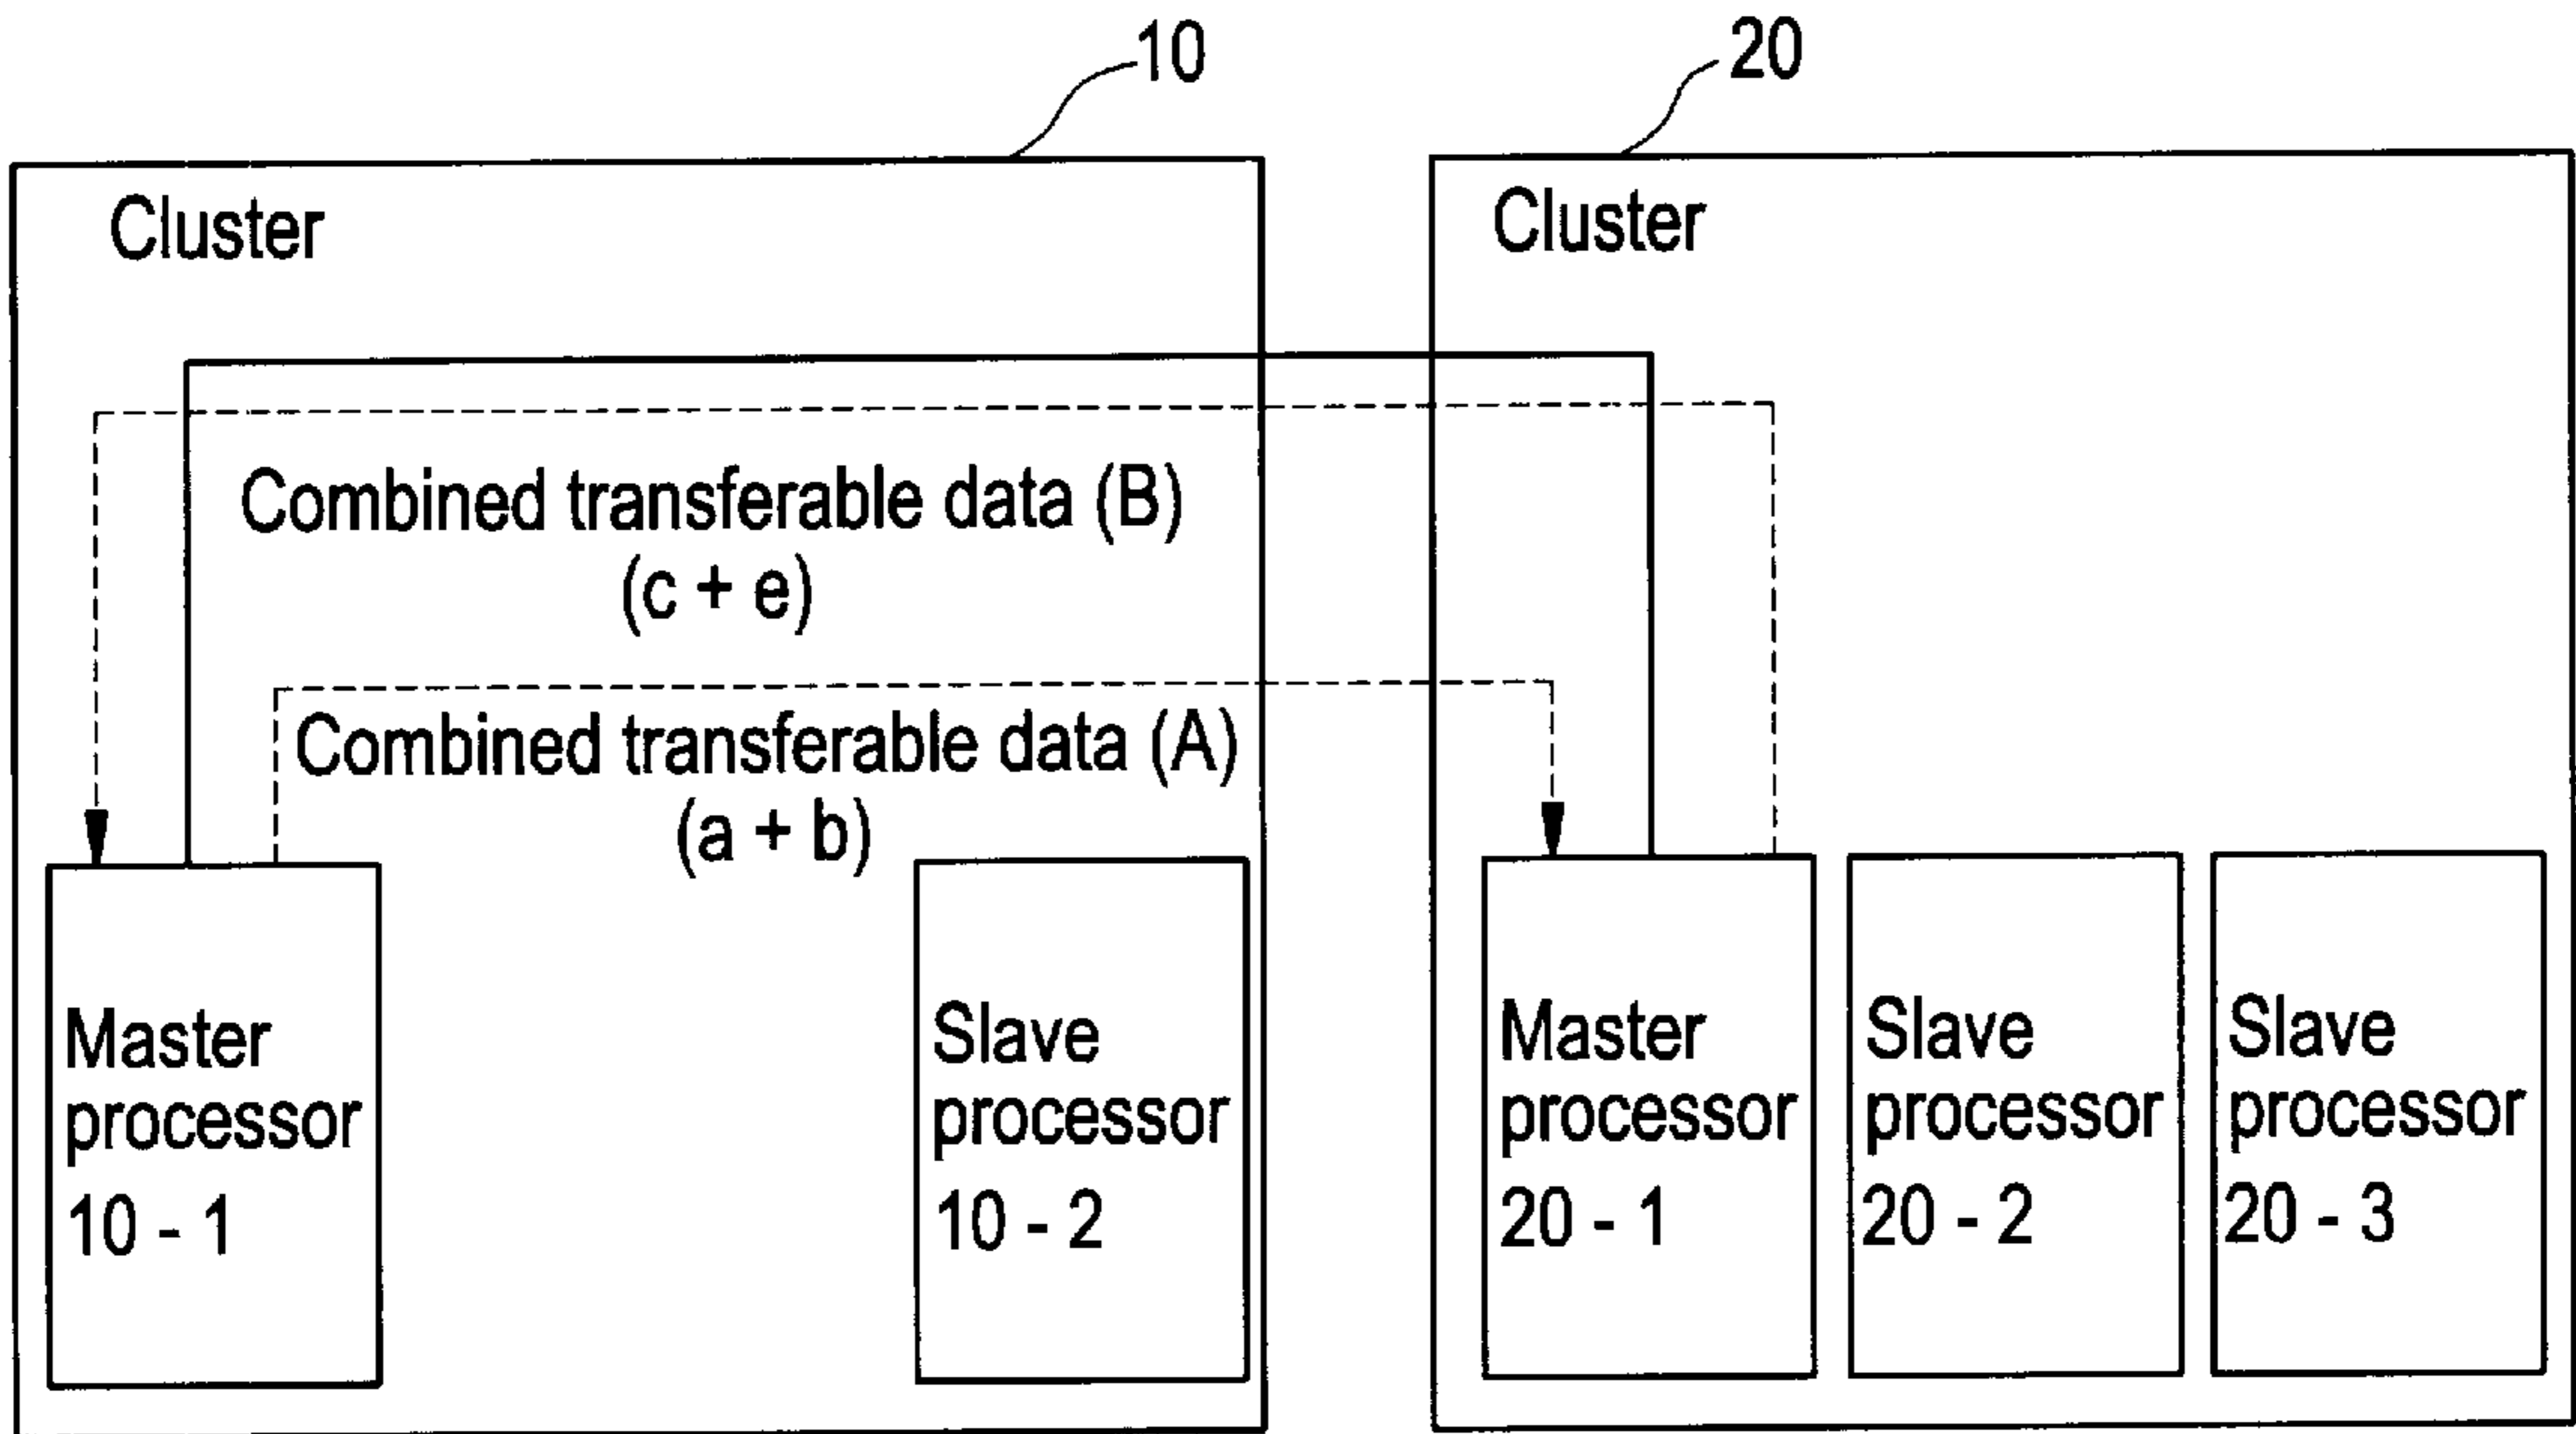 10
20
Cluster
Cluster
Combined transferable data (B)
(c + e)
Combined transferable data (A)
(a + b)
Master
processor
10 - 1
Slave
processor
10 - 2
Master
processor
20 - 1
Slave
processor
20 - 2
Slave
processor
20 - 3